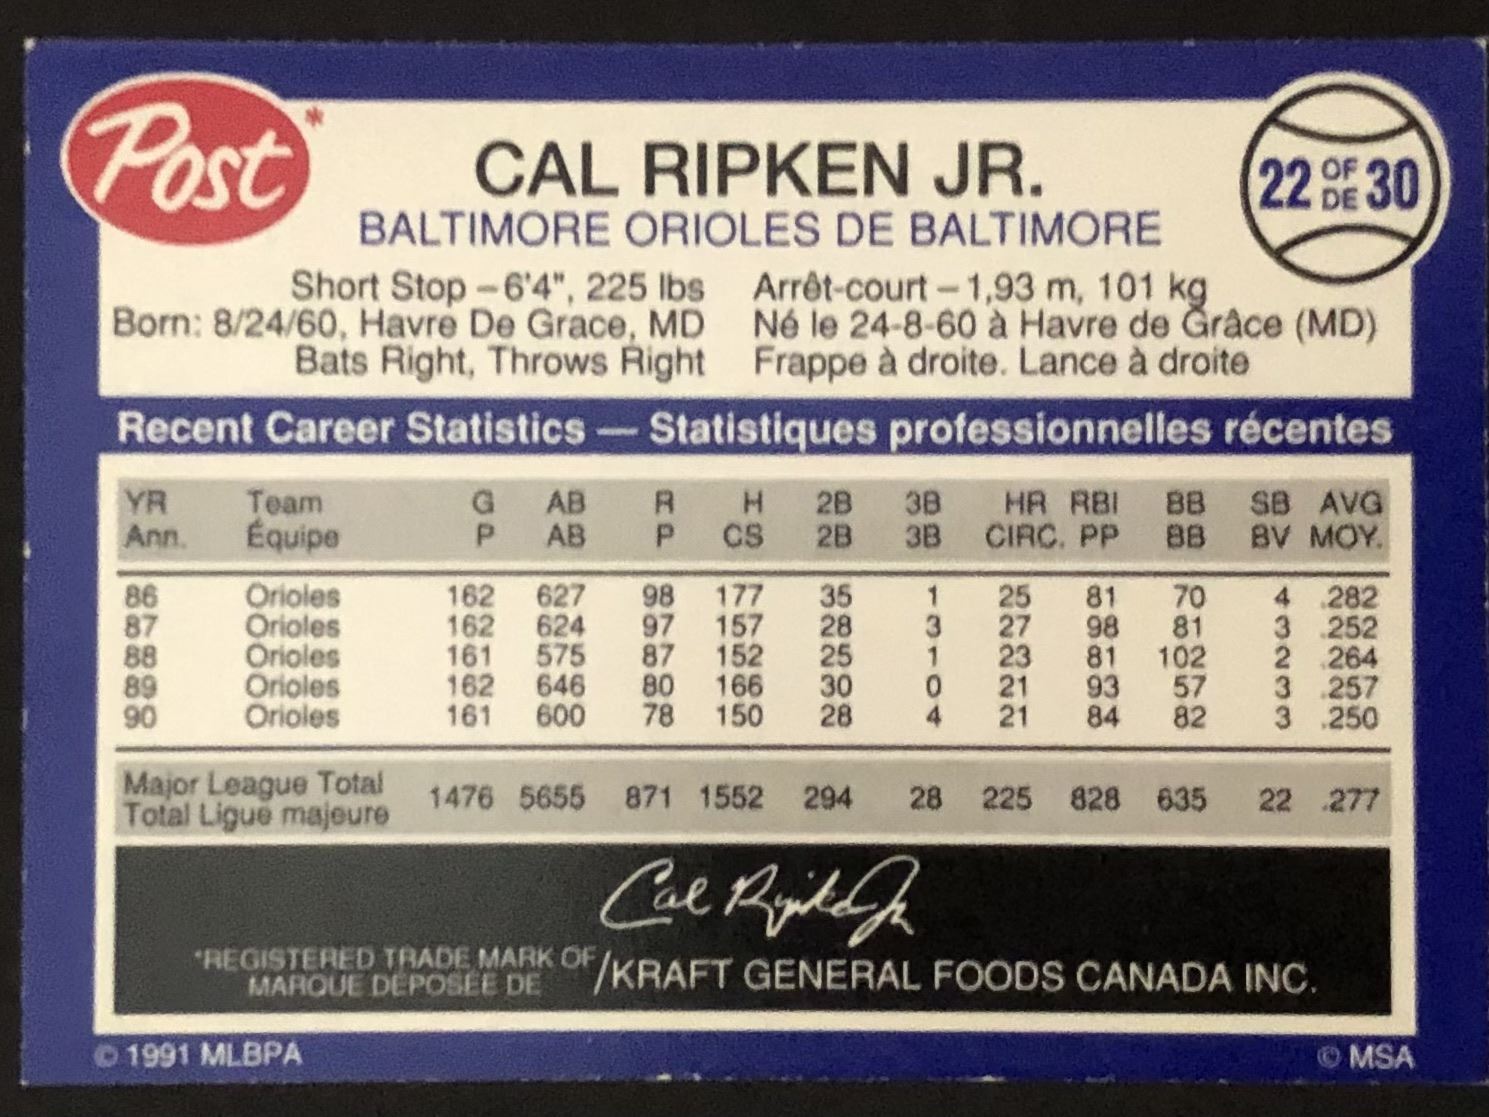 Post*
CAL RIPKEN JR.
22 OF DE 30
BALTIMORE ORIOLES DE BALTIMORE
Short Stop – 6'4", 225 lbs
Born: 8/24/60, Havre De Grace, MD
Bats Right, Throws Right
Arrêt-court – 1,93 m, 101 kg
Né le 24-8-60 à Havre de Grâce (MD)
Frappe à droite. Lance à droite
Recent Career Statistics — Statistiques professionnelles récentes
YR Team G AB R H 2B 3B HR RBI BB SB AVG
Ann. Équipe P AB P CS 2B 3B CIRC. PP BB BV MOY.
86 Orioles 162 627 98 177 35 1 25 81 70 4 .282
87 Orioles 162 624 97 157 28 3 27 98 81 3 .252
88 Orioles 161 575 87 152 25 1 23 81 102 2 .264
89 Orioles 162 646 80 166 30 0 21 93 57 3 .257
90 Orioles 161 600 78 150 28 4 21 84 82 3 .250
Major League Total
Total Ligue majeure
1476 5655 871 1552 294 28 225 828 635 22 .277
Cal Ripken Jr
*REGISTERED TRADE MARK OF
MARQUE DÉPOSÉE DE
/KRAFT GENERAL FOODS CANADA INC.
© 1991 MLBPA
© MSA